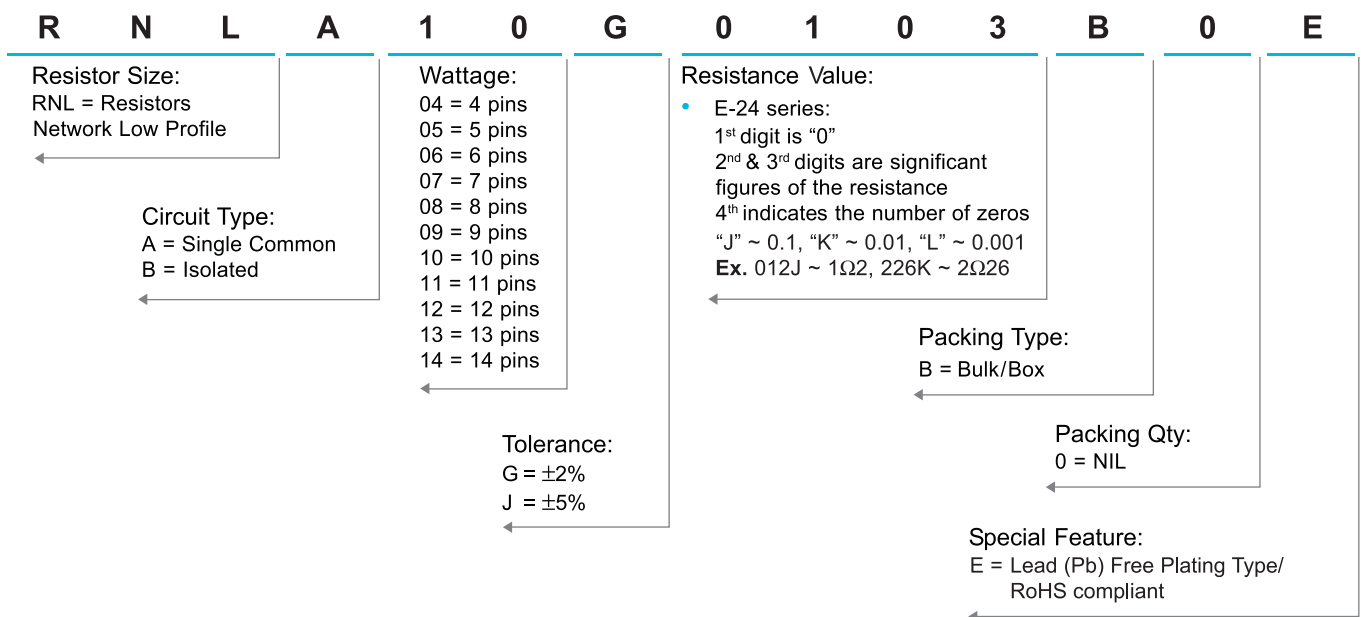 R N L A 1 0 G 0 1 0 3 B 0 E
Resistor Size:
RNL = Resistors
Network Low Profile
Circuit Type:
A = Single Common
B = Isolated
Wattage:
04 = 4 pins
05 = 5 pins
06 = 6 pins
07 = 7 pins
08 = 8 pins
09 = 9 pins
10 = 10 pins
11 = 11 pins
12 = 12 pins
13 = 13 pins
14 = 14 pins
Tolerance:
G = ±2%
J = ±5%
Resistance Value:
• E-24 series:
1st digit is “0”
2nd & 3rd digits are significant
figures of the resistance
4th indicates the number of zeros
“J” ~ 0.1, “K” ~ 0.01, “L” ~ 0.001
Ex. 012J ~ 1Ω2, 226K ~ 2Ω26
Packing Type:
B = Bulk/Box
Packing Qty:
0 = NIL
Special Feature:
E = Lead (Pb) Free Plating Type/
RoHS compliant